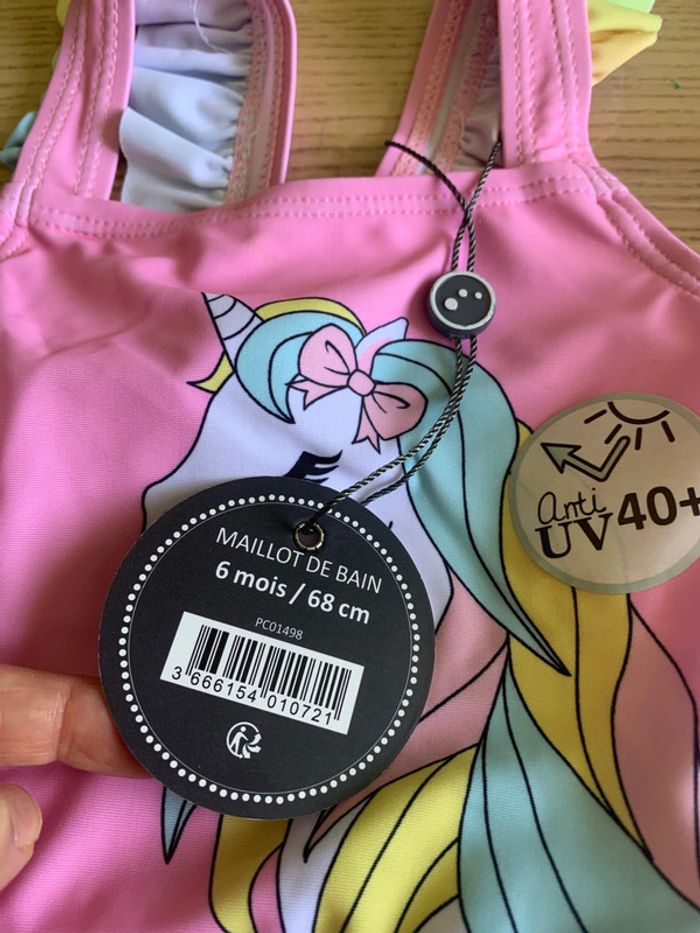 MAILLOT DE BAIN
6 mois / 68 cm
PC01498
3 666154 010721
Anti
UV 40+